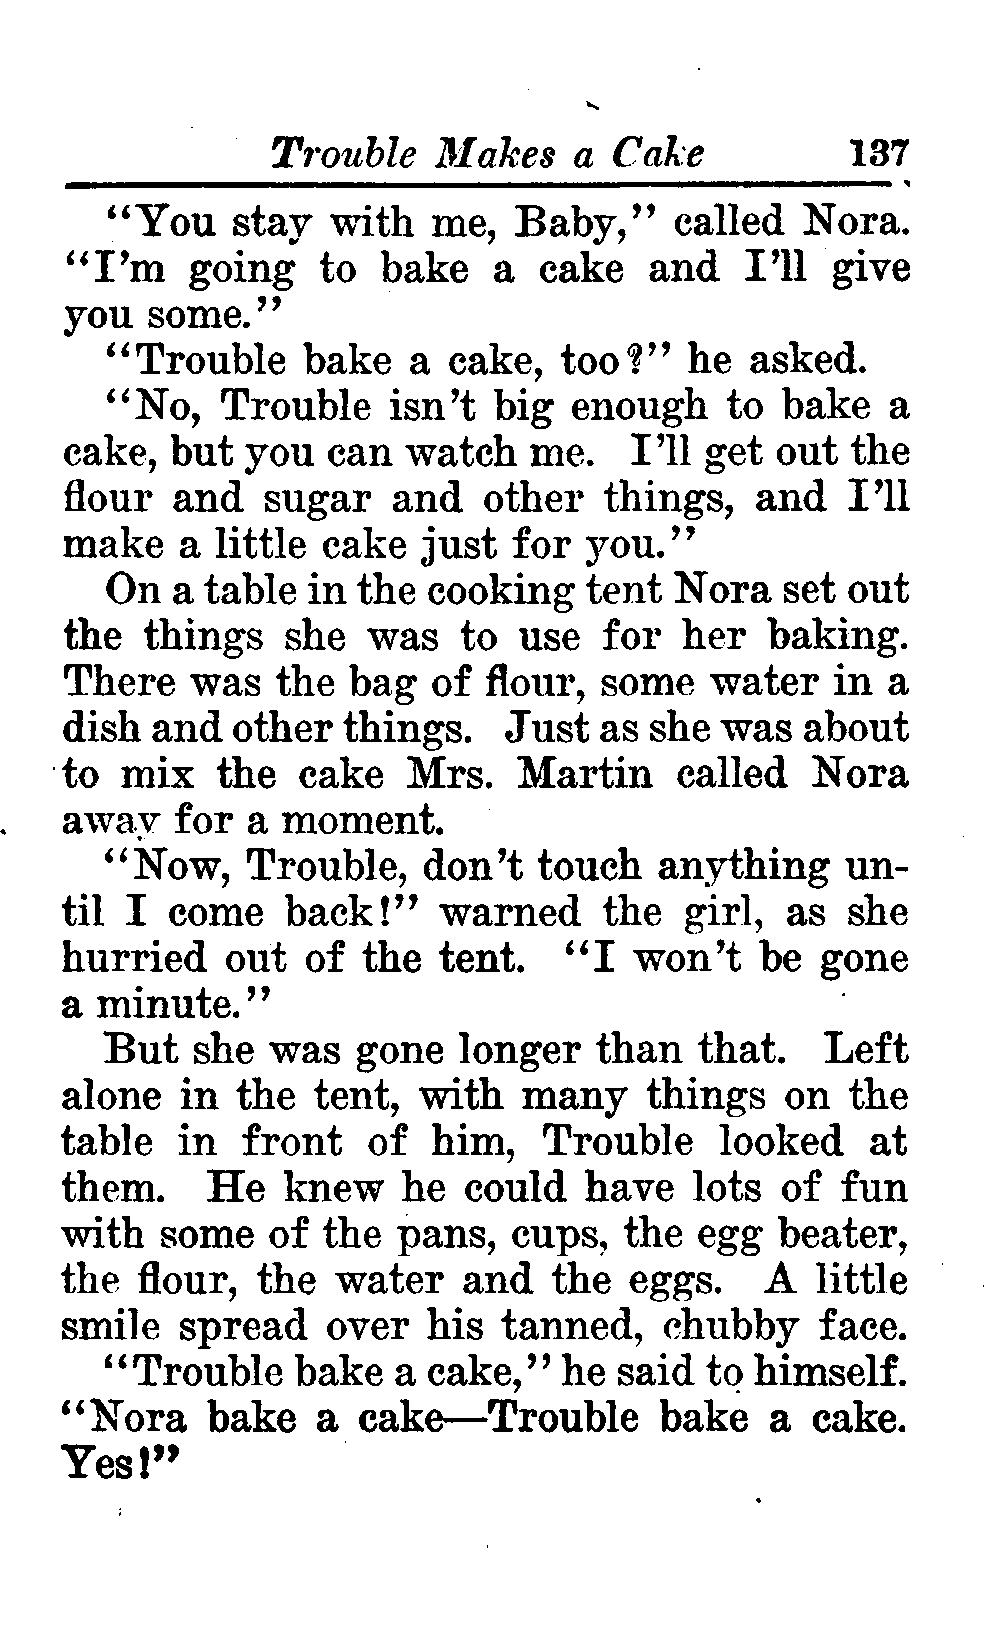 Trouble Makes a Cake 137
"You stay with me, Baby," called Nora.
"I'm going to bake a cake and I'll give
you some."
"Trouble bake a cake, too?" he asked.
"No, Trouble isn't big enough to bake a
cake, but you can watch me. I'll get out the
flour and sugar and other things, and I'll
make a little cake just for you."
On a table in the cooking tent Nora set out
the things she was to use for her baking.
There was the bag of flour, some water in a
dish and other things. Just as she was about
to mix the cake Mrs. Martin called Nora
away for a moment.
"Now, Trouble, don't touch anything un-
til I come back!" warned the girl, as she
hurried out of the tent. "I won't be gone
a minute."
But she was gone longer than that. Left
alone in the tent, with many things on the
table in front of him, Trouble looked at
them. He knew he could have lots of fun
with some of the pans, cups, the egg beater,
the flour, the water and the eggs. A little
smile spread over his tanned, chubby face.
"Trouble bake a cake," he said to himself.
"Nora bake a cake—Trouble bake a cake.
Yes!"